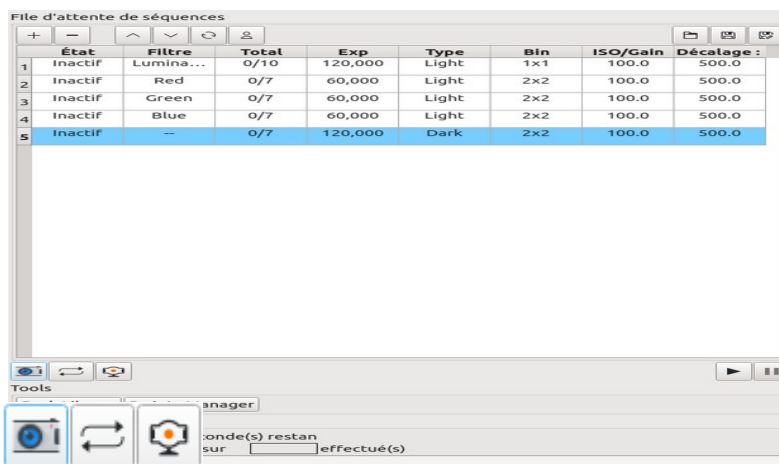 File d'attente de séquences
État Filtre Total Exp Type Bin ISO/Gain Décalage :
1 Inactif Lumina... 0/10 120,000 Light 1x1 100.0 500.0
2 Inactif Red 0/7 60,000 Light 2x2 100.0 500.0
3 Inactif Green 0/7 60,000 Light 2x2 100.0 500.0
4 Inactif Blue 0/7 60,000 Light 2x2 100.0 500.0
5 Inactif -- 0/7 120,000 Dark 2x2 100.0 500.0
Tools
sur effectué(s)